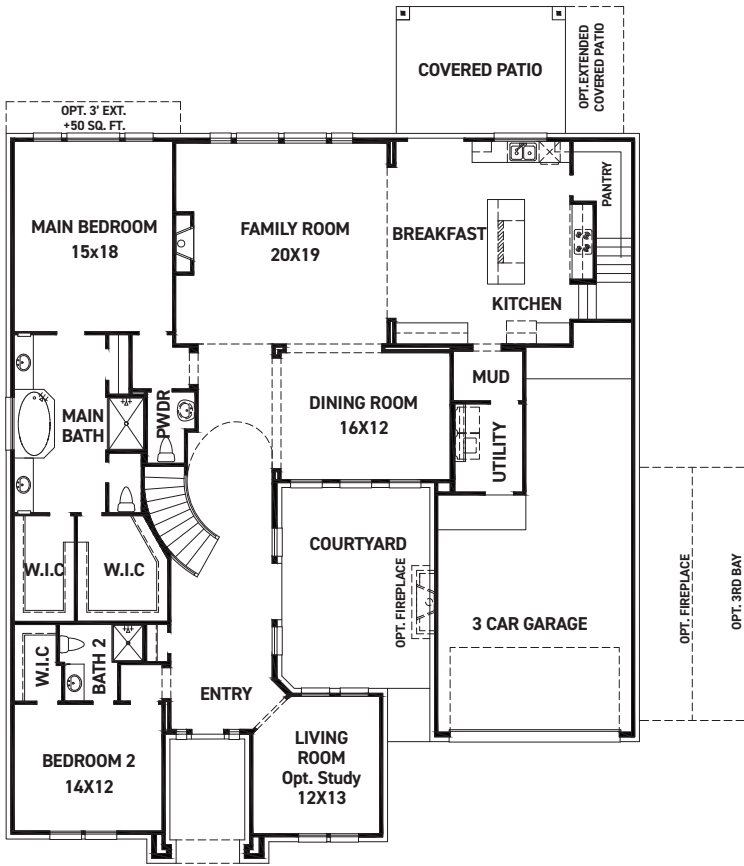 COVERED PATIO
OPT. EXTENDED
COVERED PATIO
OPT. 3' EXT.
+50 SQ. FT.
MAIN BEDROOM
15x18
FAMILY ROOM
20X19
BREAKFAST
PANTRY
KITCHEN
MUD
DINING ROOM
16X12
PWDR
MAIN
BATH
UTILITY
W.I.C
W.I.C
COURTYARD
OPT. FIREPLACE
3 CAR GARAGE
OPT. FIREPLACE
OPT. 3RD BAY
W.I.C
BATH 2
ENTRY
BEDROOM 2
14X12
LIVING
ROOM
Opt. Study
12X13